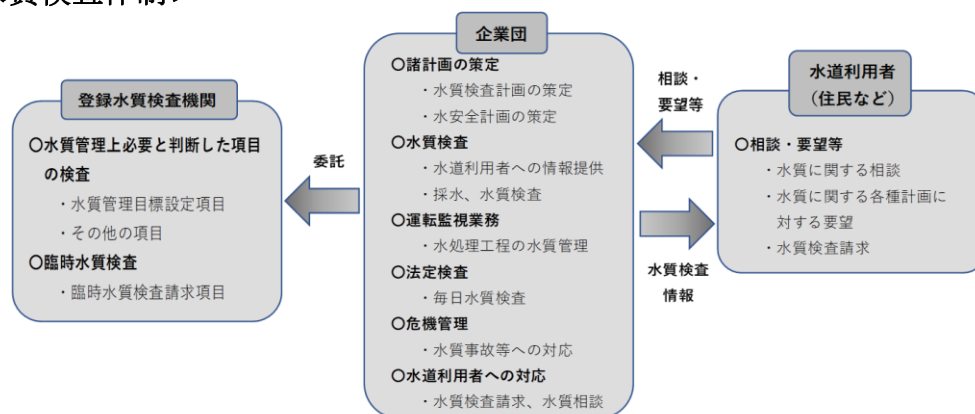 質検査体制＞
登録水質検査機関
〇水質管理上必要と判断した項目
の検査
・水質管理目標設定項目
・その他の項目
〇臨時水質検査
・臨時水質検査請求項目
委託
企業団
〇諸計画の策定
・水質検査計画の策定
・水安全計画の策定
〇水質検査
・水道利用者への情報提供
・採水、水質検査
〇運転監視業務
・水処理工程の水質管理
〇法定検査
・毎日水質検査
〇危機管理
・水質事故等への対応
〇水道利用者への対応
・水質検査請求、水質相談
相談・
要望等
水質検査
情報
水道利用者
（住民など）
〇相談・要望等
・水質に関する相談
・水質に関する各種計画に
対する要望
・水質検査請求